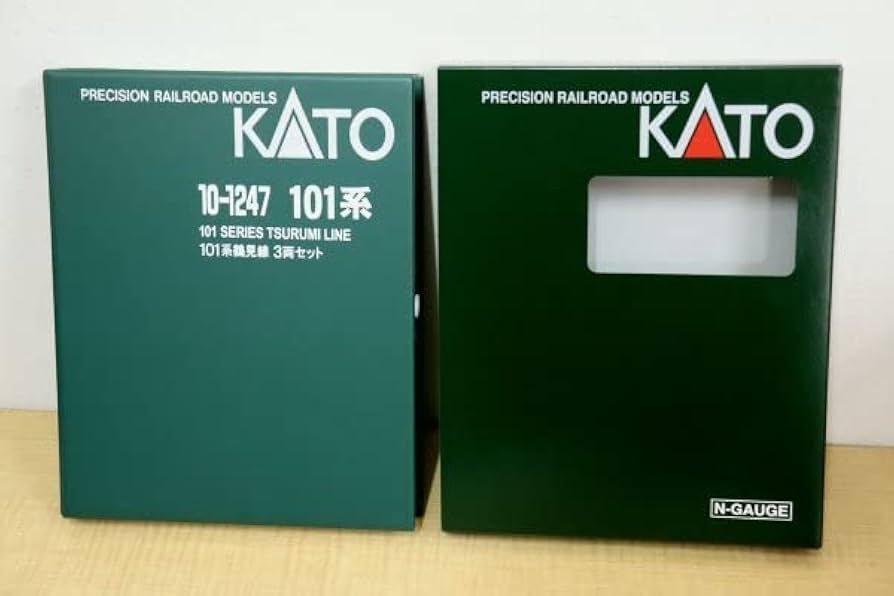 PRECISION RAILROAD MODELS
KATO
10-1247 101系
101 SERIES TSURUMI LINE
101系鶴見線 3両セット
PRECISION RAILROAD MODELS
KATO
N-GAUGE